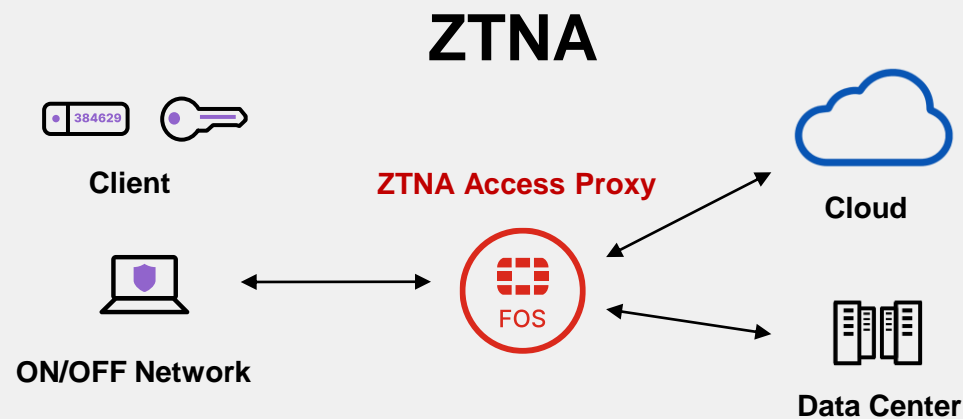 ZTNA
384629
Client
ZTNA Access Proxy
Cloud
FOS
ON/OFF Network
Data Center